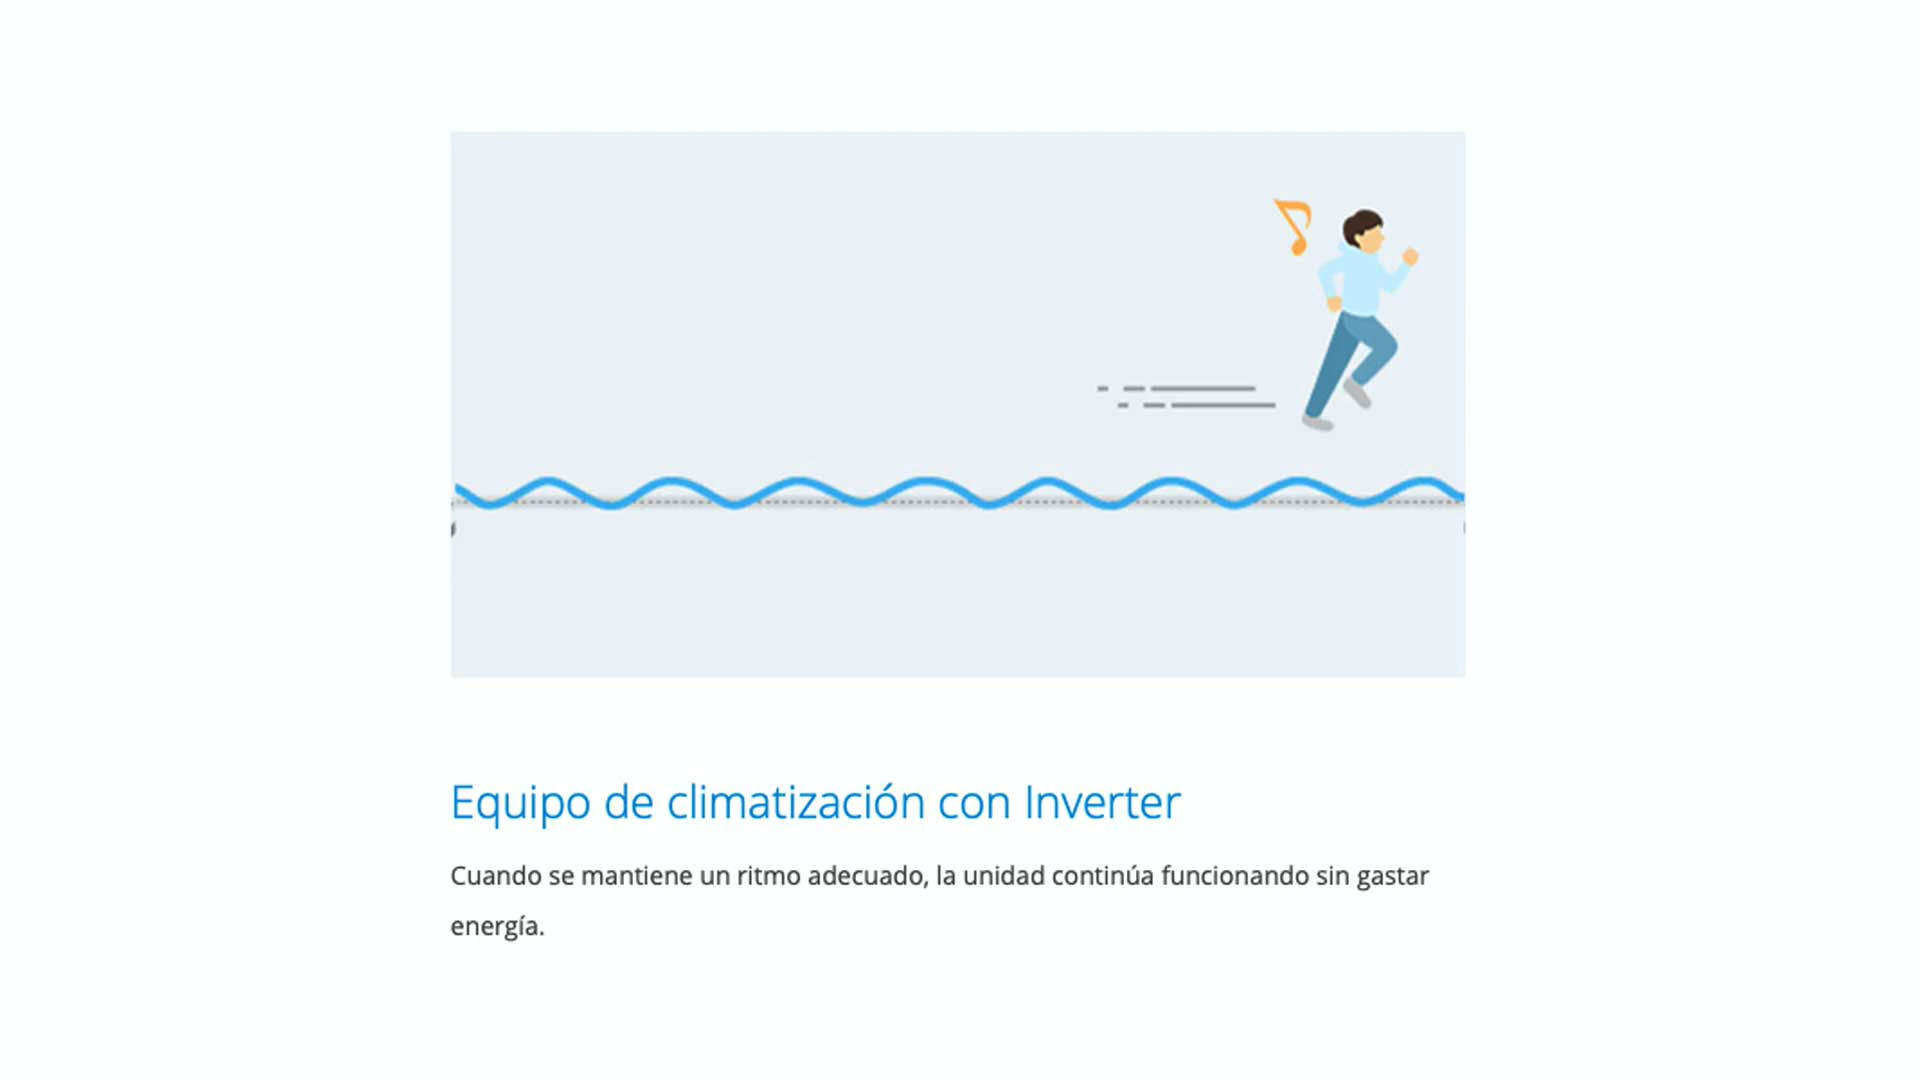 Equipo de climatización con Inverter
Cuando se mantiene un ritmo adecuado, la unidad continúa funcionando sin gastar
energía.